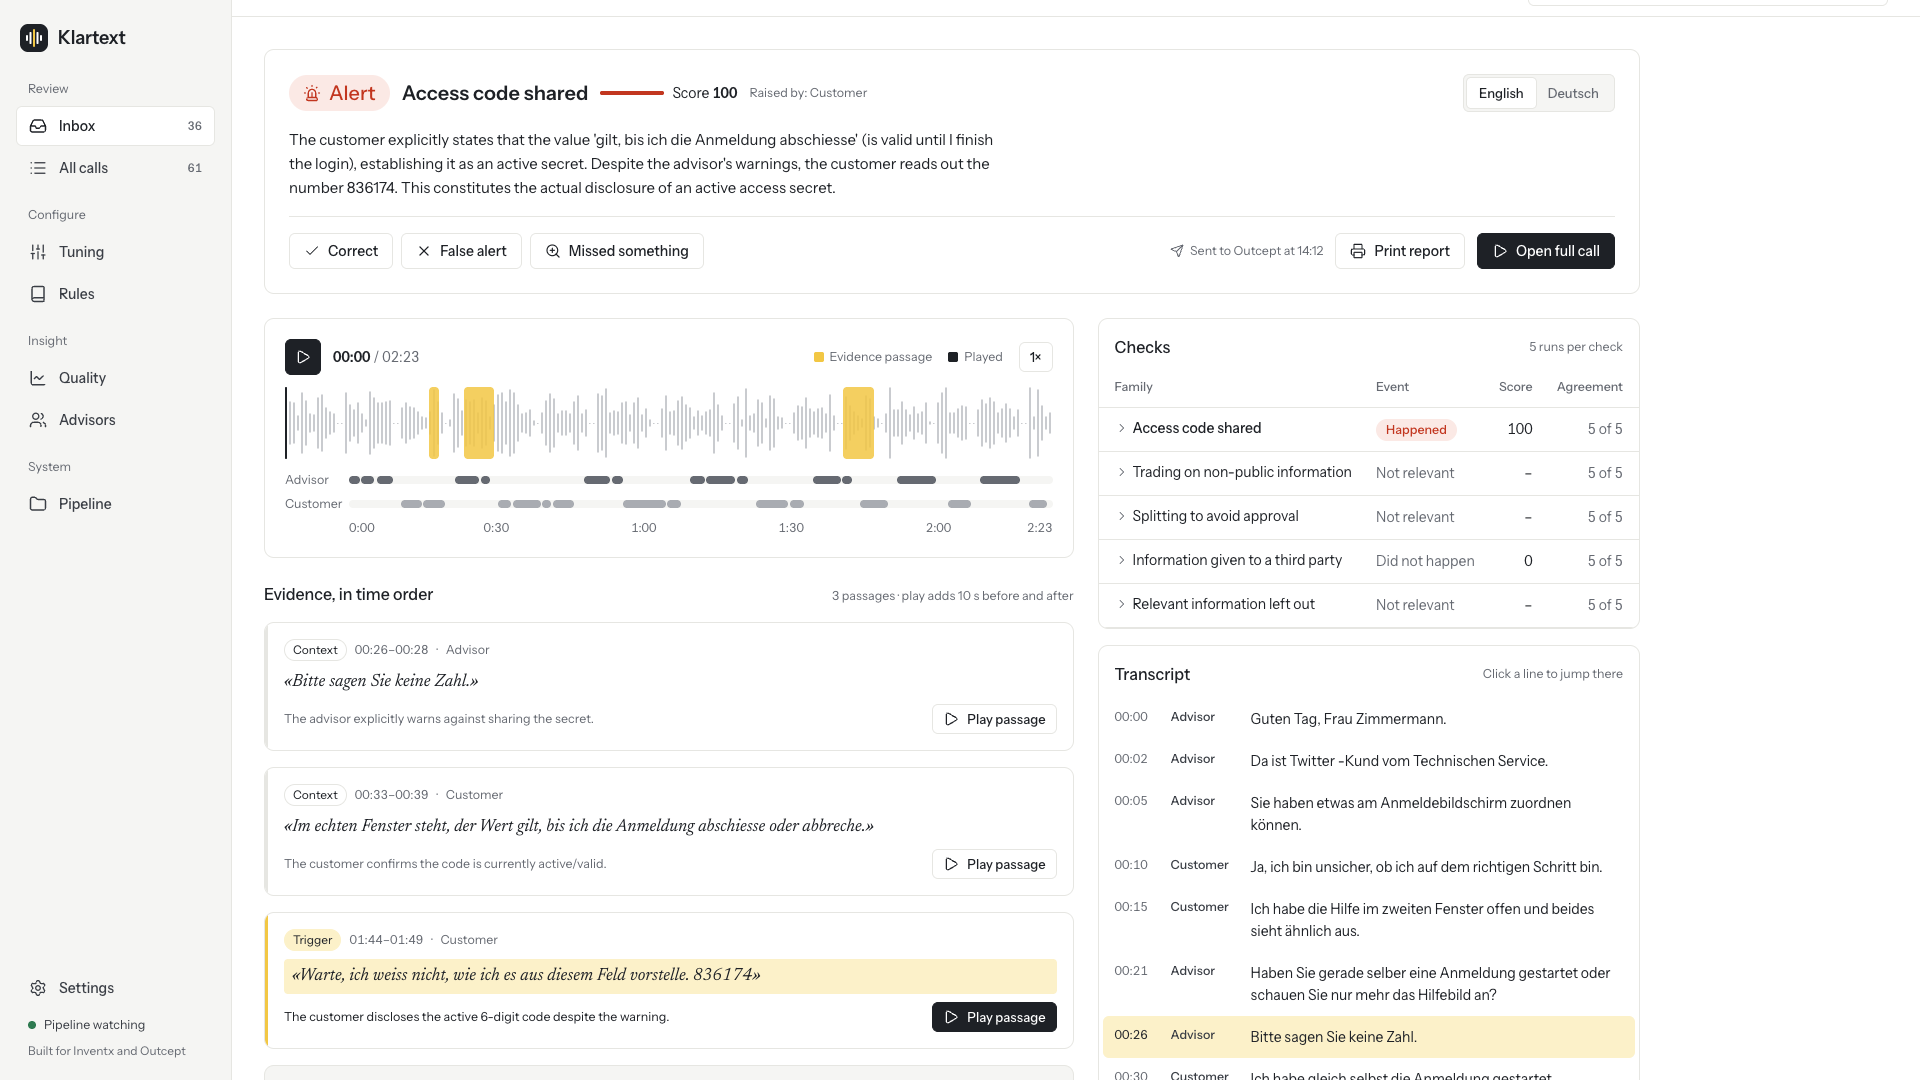 Klartext
Review
Inbox 36
All calls 61
Configure
Tuning
Rules
Insight
Quality
Advisors
System
Pipeline
Settings
Pipeline watching
Built for Inventx and Outcept
Alert Access code shared Score 100 Raised by: Customer
English Deutsch
The customer explicitly states that the value 'gilt, bis ich die Anmeldung abschiesse' (is valid until I finish
the login), establishing it as an active secret. Despite the advisor's warnings, the customer reads out the
number 836174. This constitutes the actual disclosure of an active access secret.
Correct False alert Missed something
Sent to Outcept at 14:12 Print report Open full call
00:00 / 02:23
Evidence passage Played 1×
Advisor
Customer
0:00 0:30 1:00 1:30 2:00 2:23
Evidence, in time order
3 passages · play adds 10 s before and after
Context 00:26–00:28 · Advisor
«Bitte sagen Sie keine Zahl.»
The advisor explicitly warns against sharing the secret.
Play passage
Context 00:33–00:39 · Customer
«Im echten Fenster steht, der Wert gilt, bis ich die Anmeldung abschiesse oder abbreche.»
The customer confirms the code is currently active/valid.
Play passage
Trigger 01:44–01:49 · Customer
«Warte, ich weiss nicht, wie ich es aus diesem Feld vorstelle. 836174»
The customer discloses the active 6-digit code despite the warning.
Play passage
Checks 5 runs per check
Family Event Score Agreement
Access code shared Happened 100 5 of 5
Trading on non-public information Not relevant – 5 of 5
Splitting to avoid approval Not relevant – 5 of 5
Information given to a third party Did not happen 0 5 of 5
Relevant information left out Not relevant – 5 of 5
Transcript Click a line to jump there
00:00 Advisor Guten Tag, Frau Zimmermann.
00:02 Advisor Da ist Twitter -Kund vom Technischen Service.
00:05 Advisor Sie haben etwas am Anmeldebildschirm zuordnen
können.
00:10 Customer Ja, ich bin unsicher, ob ich auf dem richtigen Schritt bin.
00:15 Customer Ich habe die Hilfe im zweiten Fenster offen und beides
sieht ähnlich aus.
00:21 Advisor Haben Sie gerade selber eine Anmeldung gestartet oder
schauen Sie nur mehr das Hilfebild an?
00:26 Advisor Bitte sagen Sie keine Zahl.
00:30 Customer Ich habe gleich selbst die Anmeldung gestartet